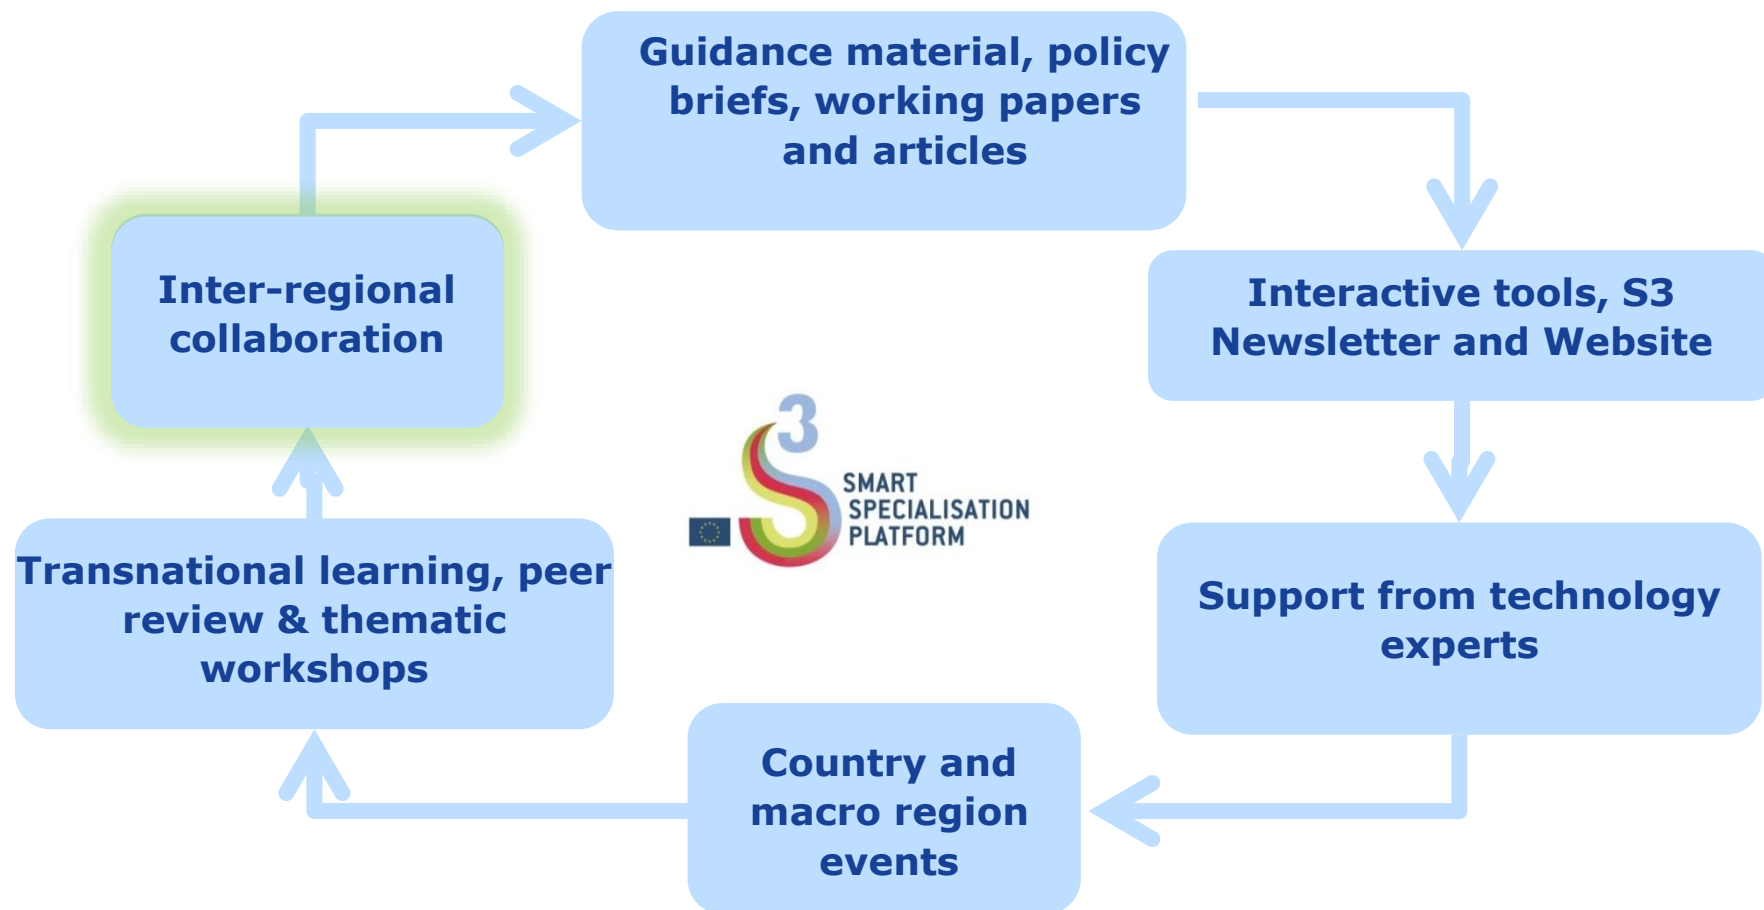 Guidance material, policy
briefs, working papers
and articles
Inter-regional
collaboration
Interactive tools, S3
Newsletter and Website
3
S
SMART
SPECIALISATION
PLATFORM
Transnational learning, peer
review & thematic
workshops
Support from technology
experts
Country and
macro region
events